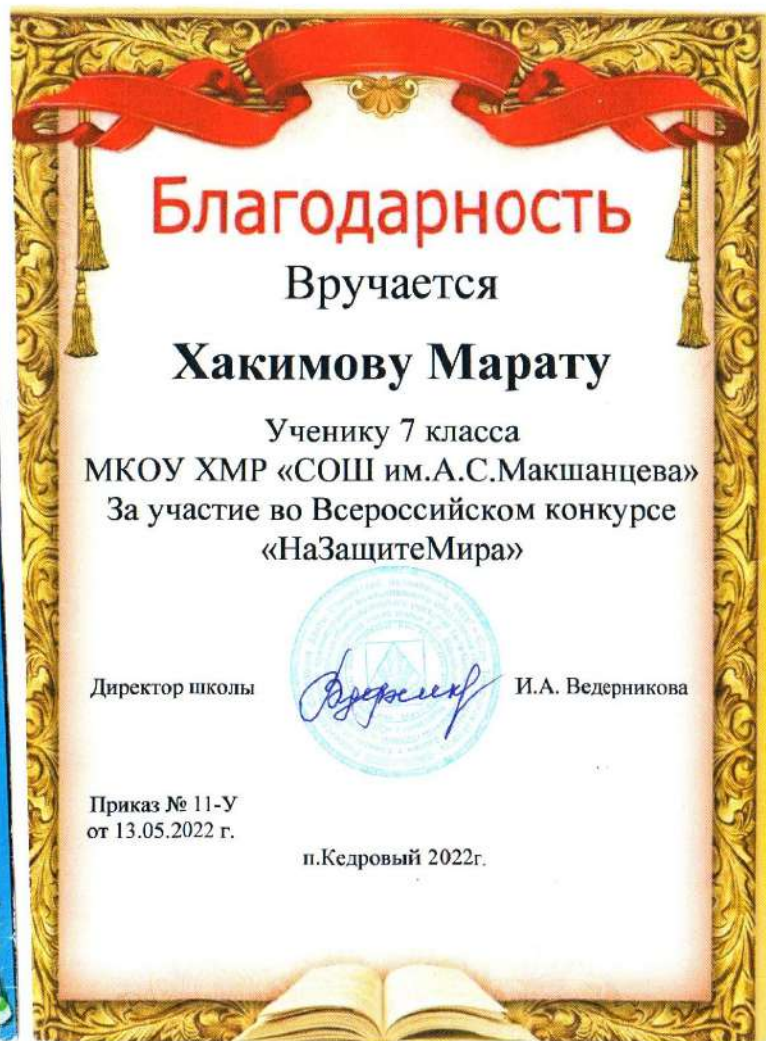 Благодарность
Вручается
Хакимову Марату
Ученику 7 класса
МКОУ ХМР «СОШ им.А.С.Макшанцева»
За участие во Всероссийском конкурсе
«НаЗащитеМира»
Директор школы
И.А. Ведерникова
Приказ № 11-У
от 13.05.2022 г.
п.Кедровый 2022г.